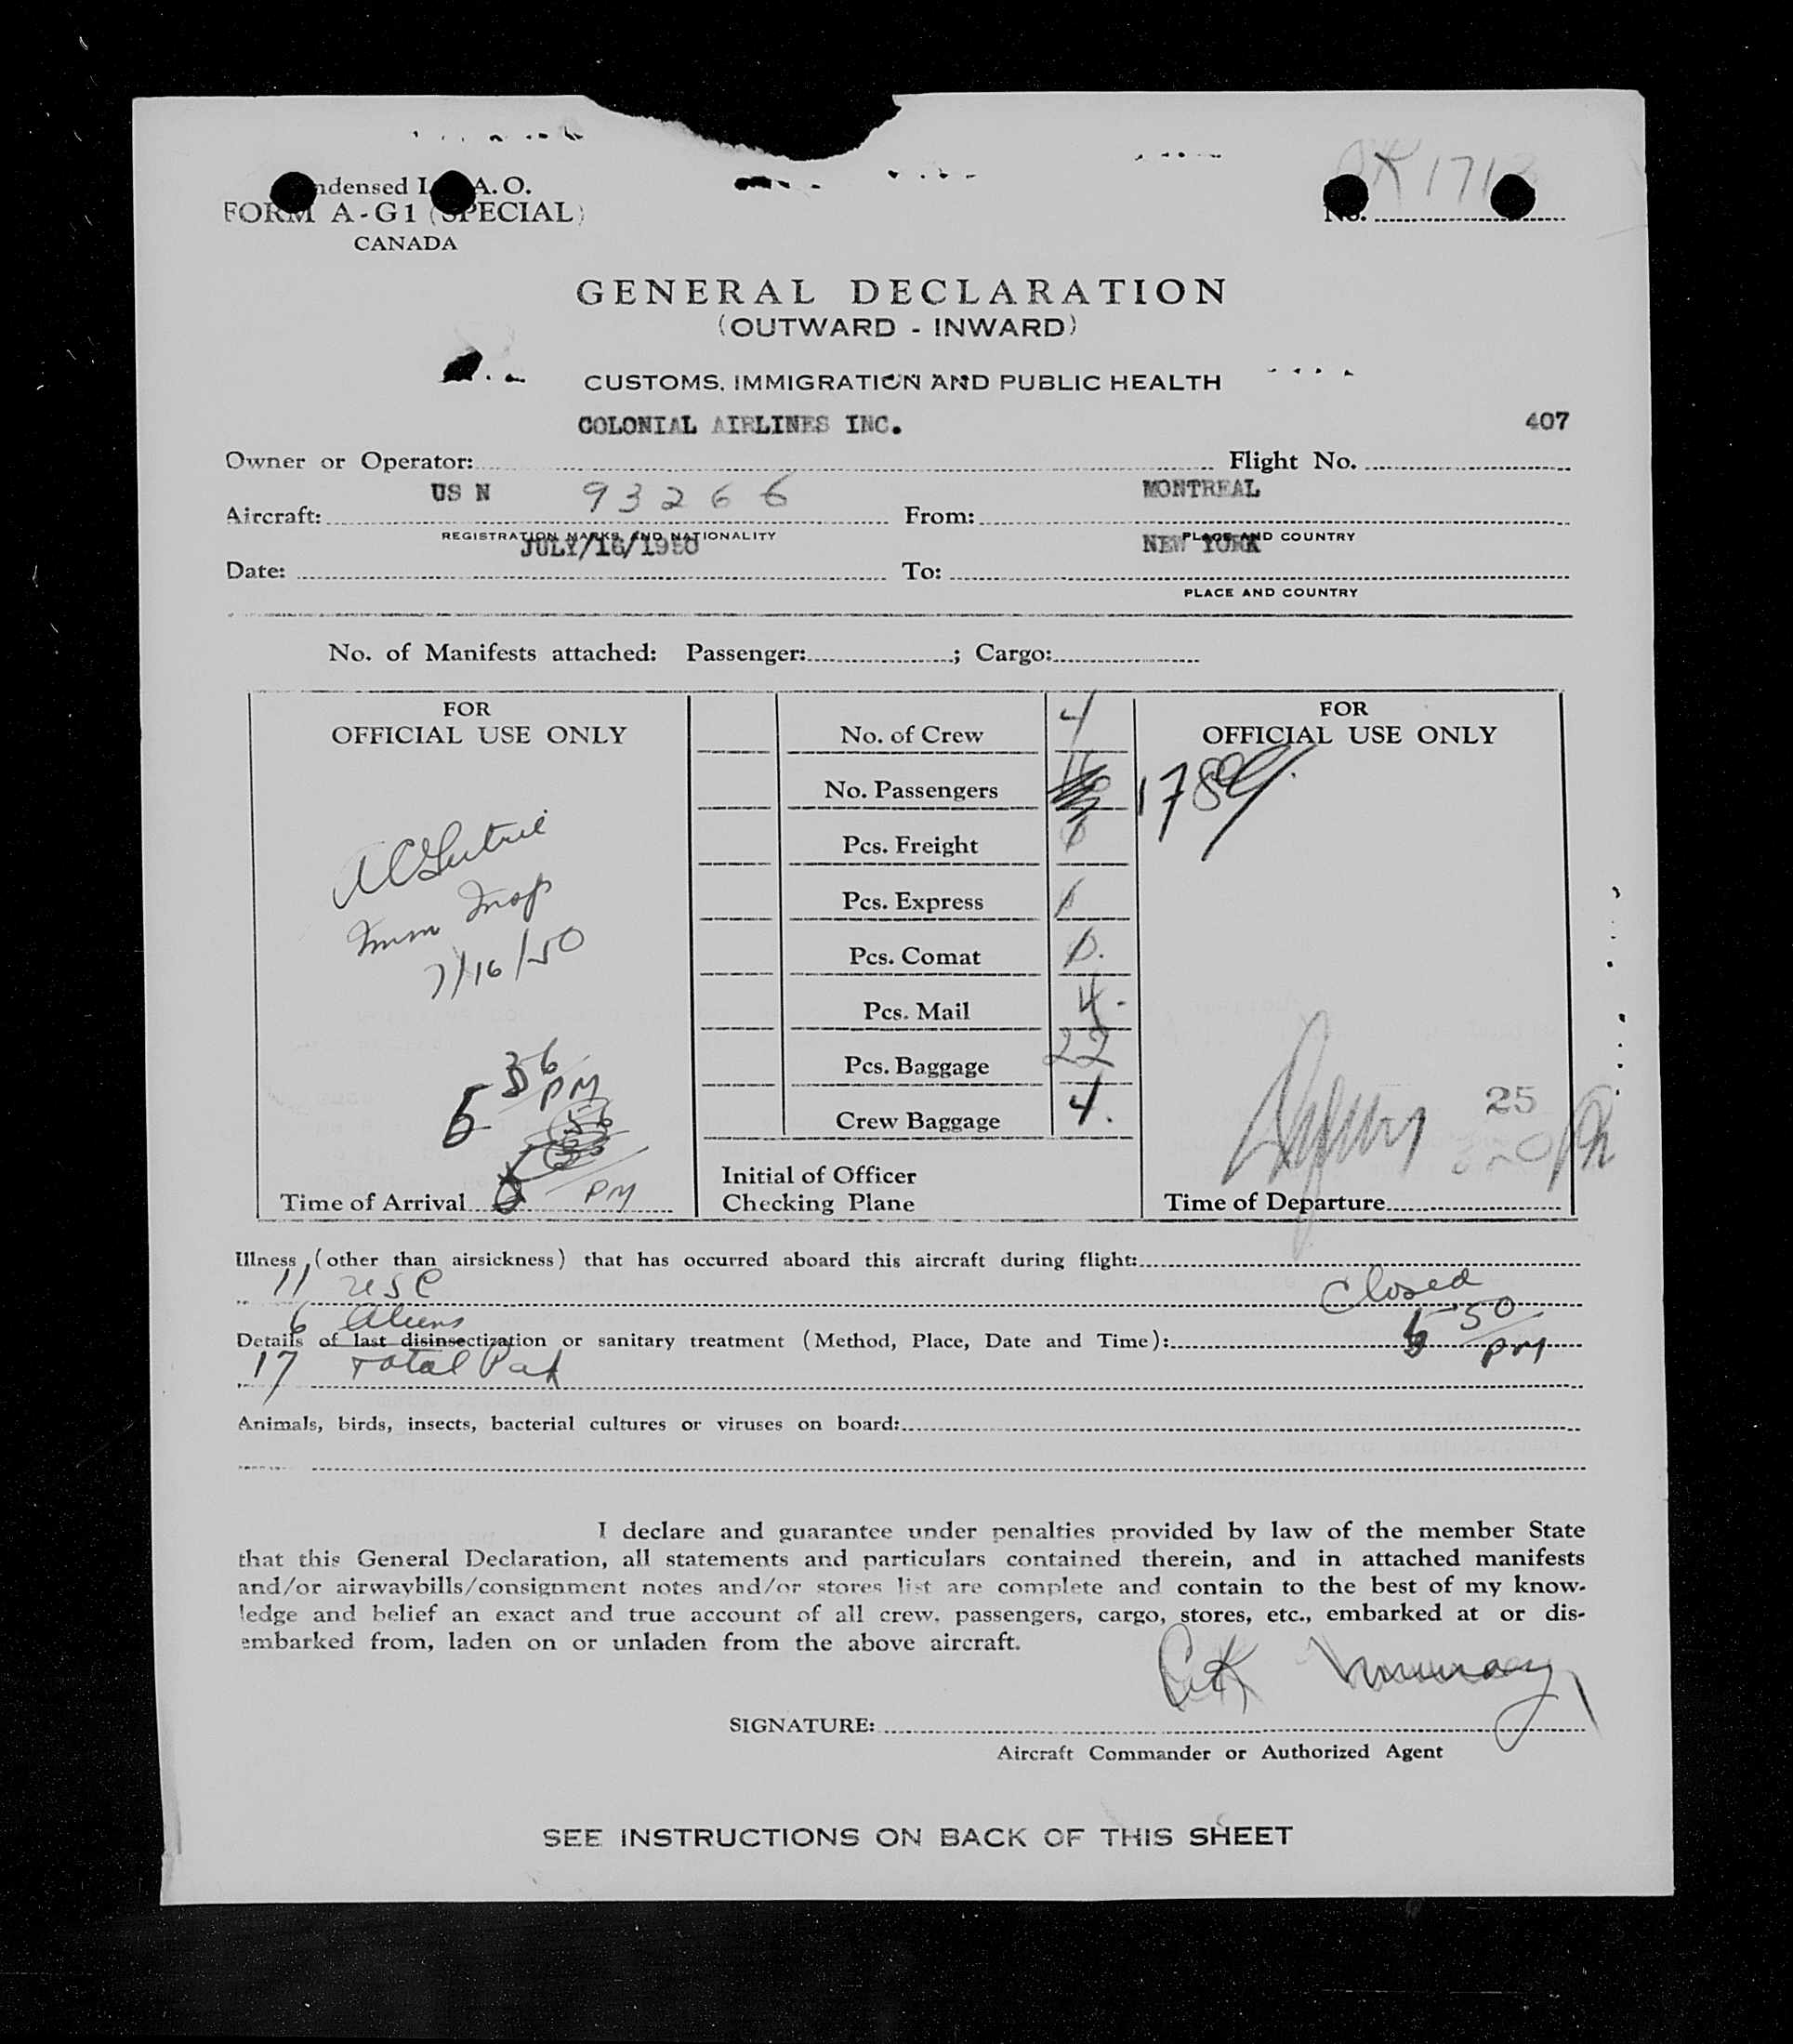 ndensed I. A. O.
FORM A-G1 (SPECIAL)
CANADA
No.
GENERAL DECLARATION
(OUTWARD - INWARD)
CUSTOMS, IMMIGRATION AND PUBLIC HEALTH
COLONIAL AIRLINES INC. 407
Owner or Operator: Flight No.
US N 93266 MONTREAL
Aircraft: From:
REGISTRATION MARKS AND NATIONALITY PLACE AND COUNTRY
JULY/16/1950 NEW YORK
Date: To:
PLACE AND COUNTRY
No. of Manifests attached: Passenger: ; Cargo:
FOR
OFFICIAL USE ONLY
7/16/50
5 36 PM
PM
Time of Arrival
No. of Crew 4
No. Passengers 17
Pcs. Freight
Pcs. Express
Pcs. Comat
Pcs. Mail 4.
Pcs. Baggage 22
Crew Baggage 4.
Initial of Officer
Checking Plane
FOR
OFFICIAL USE ONLY
25
Time of Departure
Illness (other than airsickness) that has occurred aboard this aircraft during flight:
11 USC Closed
6 Aliens 5 50 PM
Details of last disinsectization or sanitary treatment (Method, Place, Date and Time):
17 Total Pax
Animals, birds, insects, bacterial cultures or viruses on board:
I declare and guarantee under penalties provided by law of the member State
that this General Declaration, all statements and particulars contained therein, and in attached manifests
and/or airwaybills/consignment notes and/or stores list are complete and contain to the best of my know-
ledge and belief an exact and true account of all crew, passengers, cargo, stores, etc., embarked at or dis-
embarked from, laden on or unladen from the above aircraft.
Murray
SIGNATURE:
Aircraft Commander or Authorized Agent
SEE INSTRUCTIONS ON BACK OF THIS SHEET